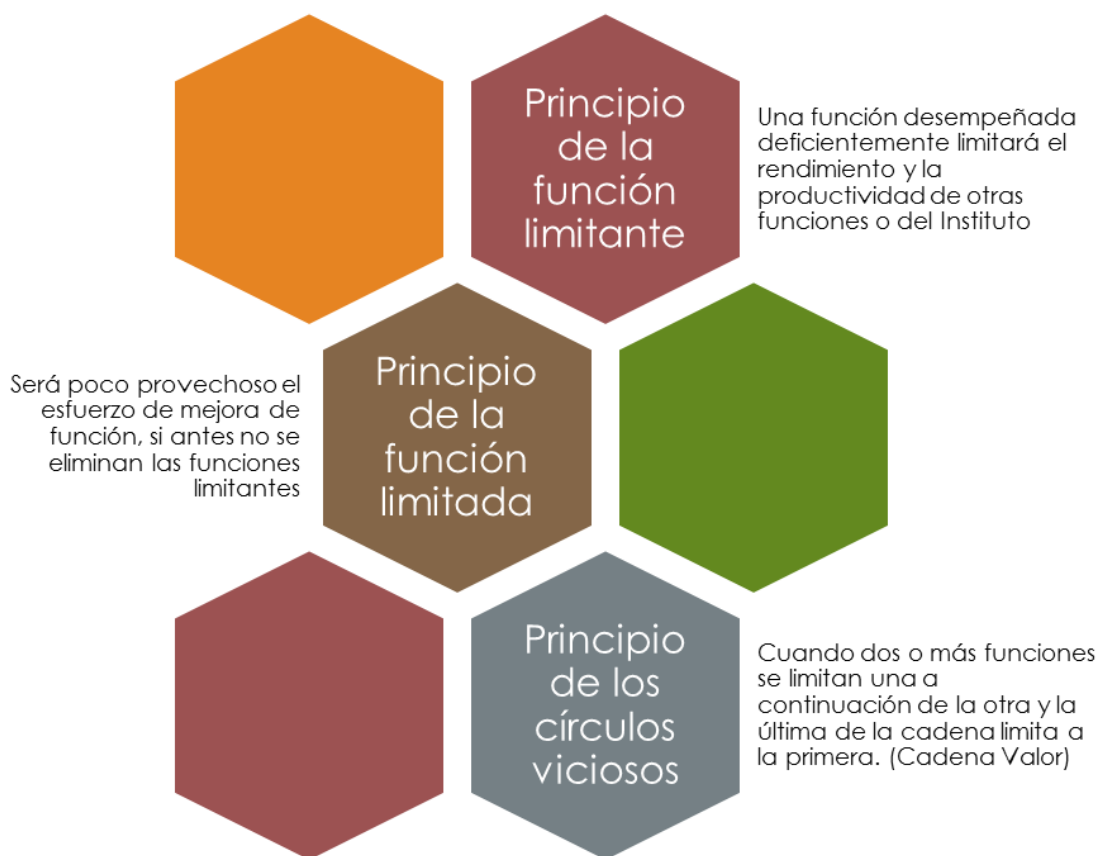 Principio
de la
función
limitante
Una función desempeñada
deficientemente limitará el
rendimiento y la
productividad de otras
funciones o del Instituto
Será poco provechoso el
esfuerzo de mejora de
función, si antes no se
eliminan las funciones
limitantes
Principio
de la
función
limitada
Principio
de los
círculos
viciosos
Cuando dos o más funciones
se limitan una a
continuación de la otra y la
última de la cadena limita a
la primera. (Cadena Valor)